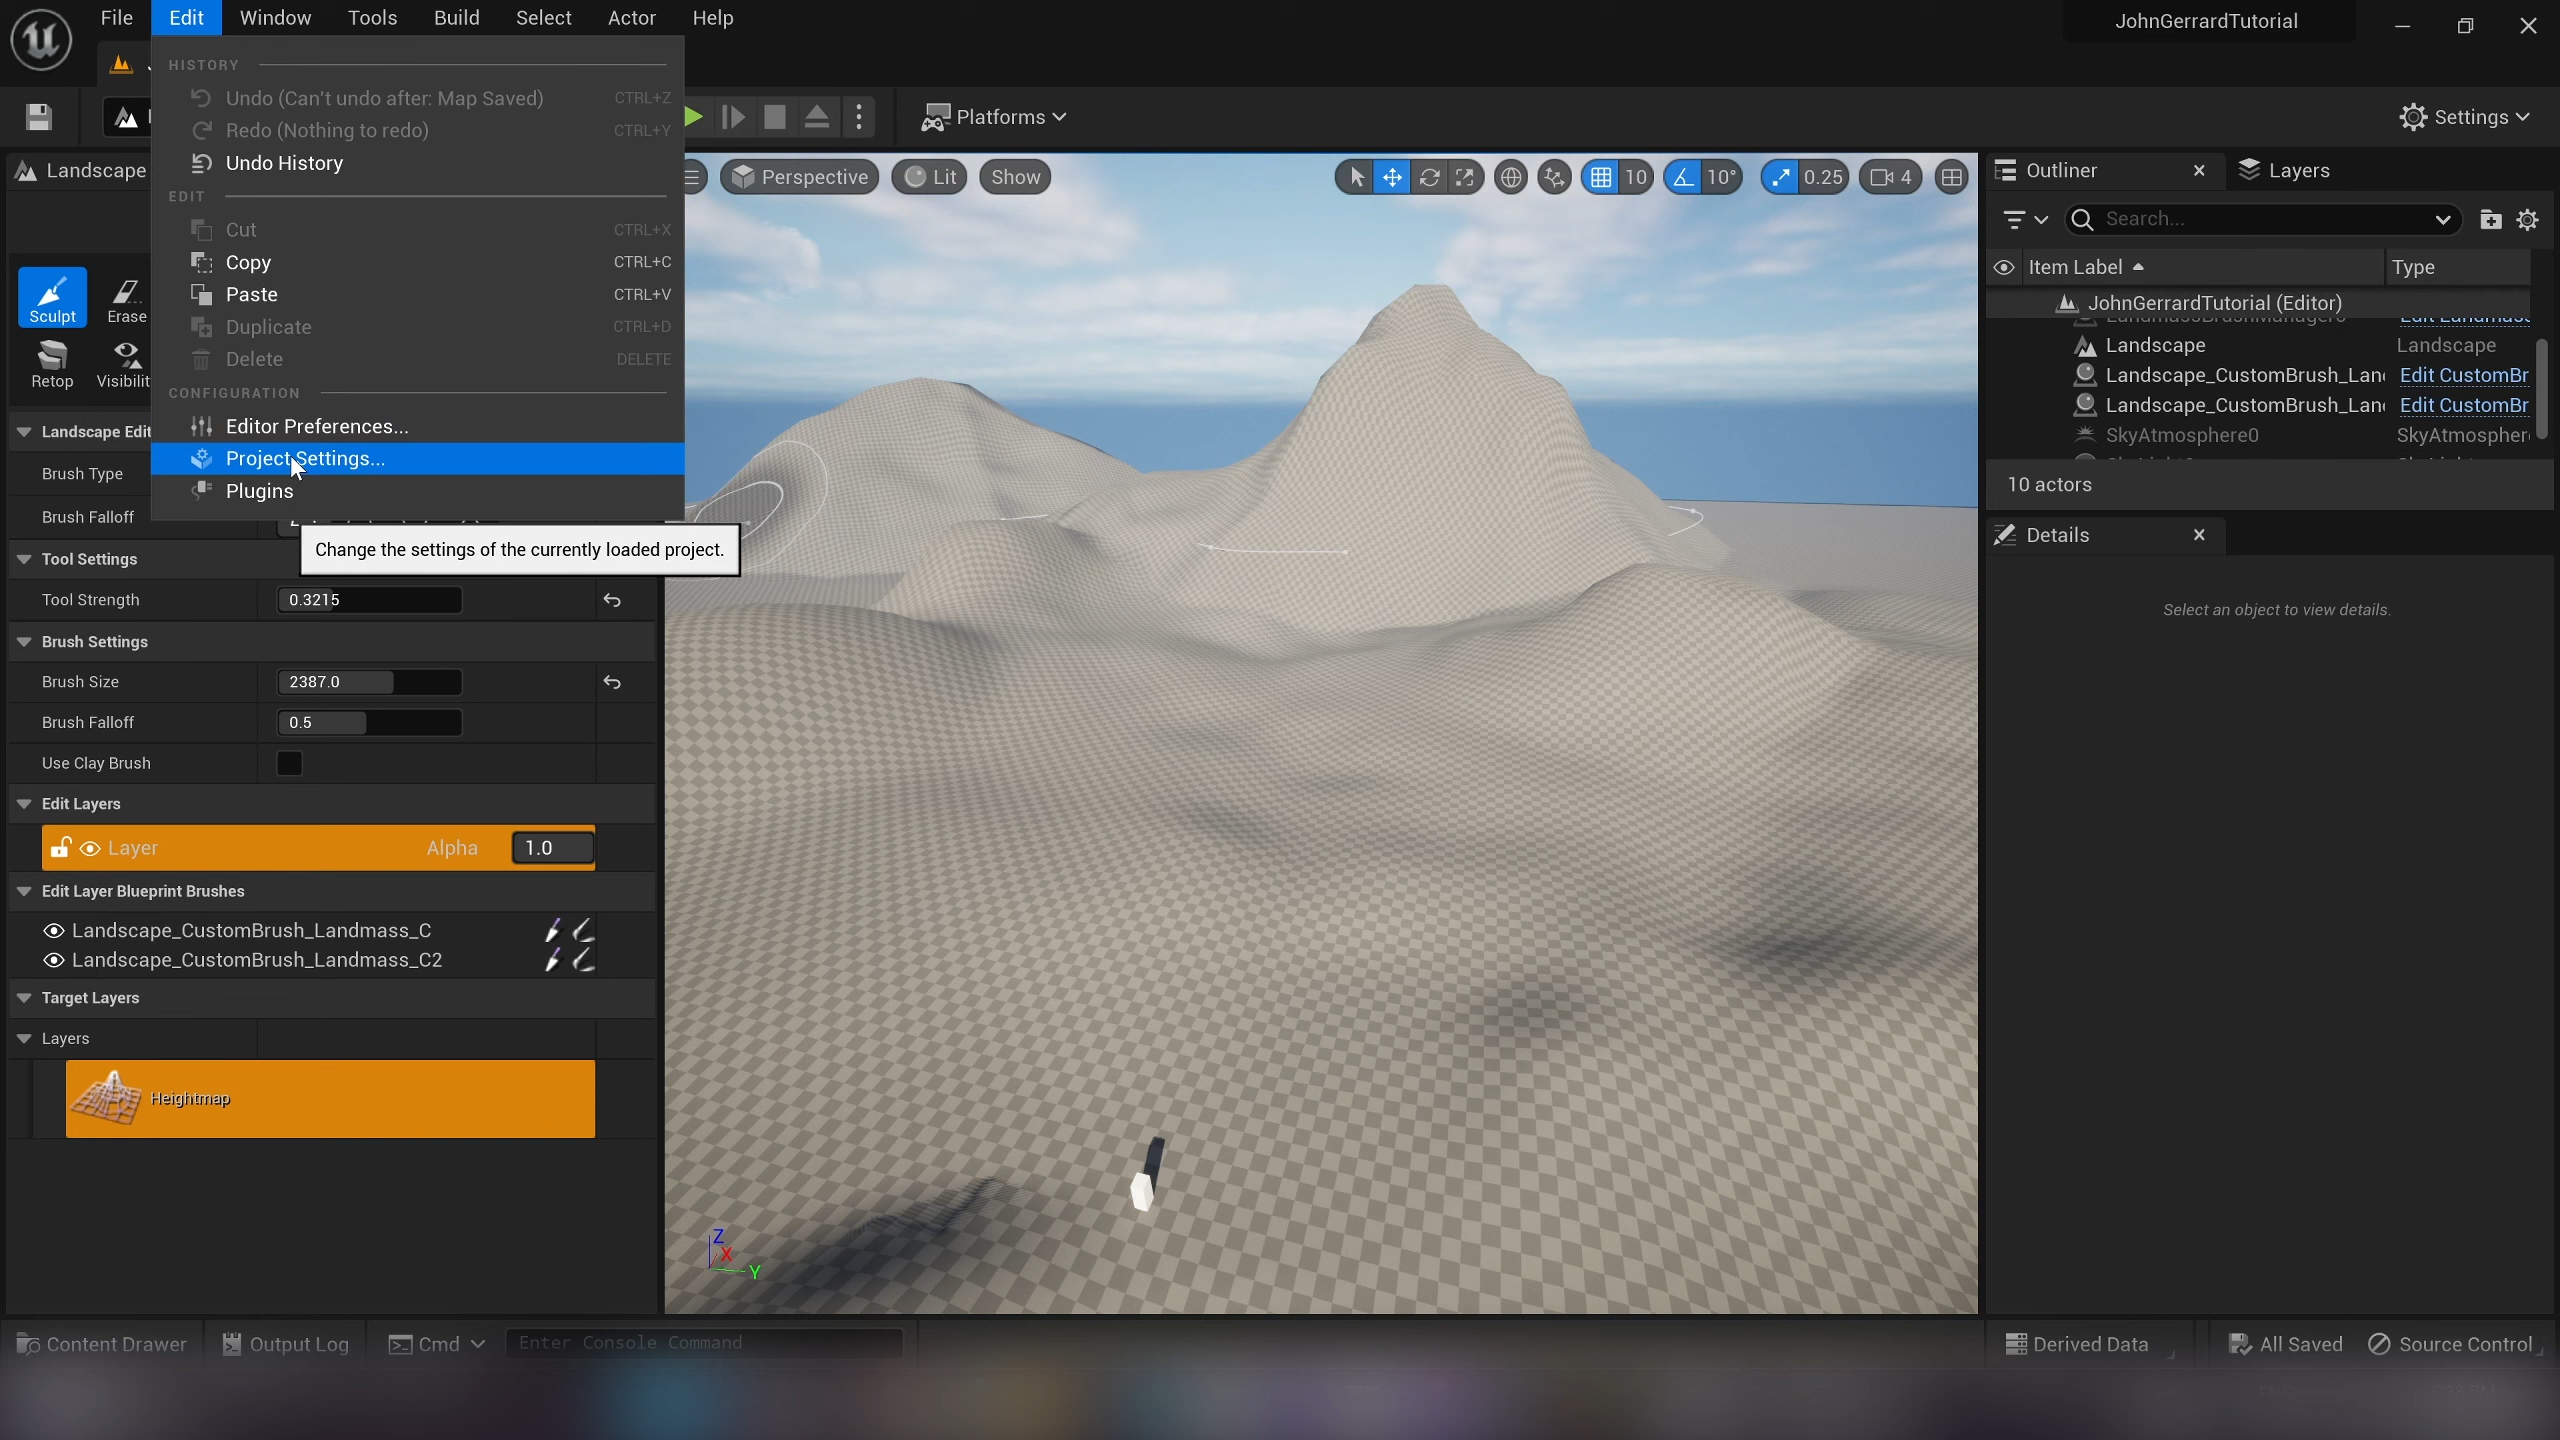 File Edit Window Tools Build Select Actor Help
JohnGerrardTutorial
HISTORY
Undo (Can't undo after: Map Saved) CTRL+Z
Redo (Nothing to redo) CTRL+Y
Undo History
EDIT
Cut CTRL+X
Copy CTRL+C
Paste CTRL+V
Duplicate CTRL+D
Delete DELETE
CONFIGURATION
Editor Preferences...
Project Settings...
Plugins
Change the settings of the currently loaded project.
Platforms
Settings
Landscape
Sculpt Erase
Retop Visibilit
Landscape Edit
Brush Type
Brush Falloff
Tool Settings
Tool Strength 0.3215
Brush Settings
Brush Size 2387.0
Brush Falloff 0.5
Use Clay Brush
Edit Layers
Layer Alpha 1.0
Edit Layer Blueprint Brushes
Landscape_CustomBrush_Landmass_C
Landscape_CustomBrush_Landmass_C2
Target Layers
Layers
Heightmap
Perspective Lit Show
10 10° 0.25 4
Z
X
Y
Outliner Layers
Search...
Item Label Type
JohnGerrardTutorial (Editor)
Landscape Landscape
Landscape_CustomBrush_Lan Edit CustomBr
Landscape_CustomBrush_Lan Edit CustomBr
SkyAtmosphere0 SkyAtmospher
10 actors
Details
Select an object to view details.
Content Drawer Output Log Cmd Enter Console Command
Derived Data All Saved Source Control